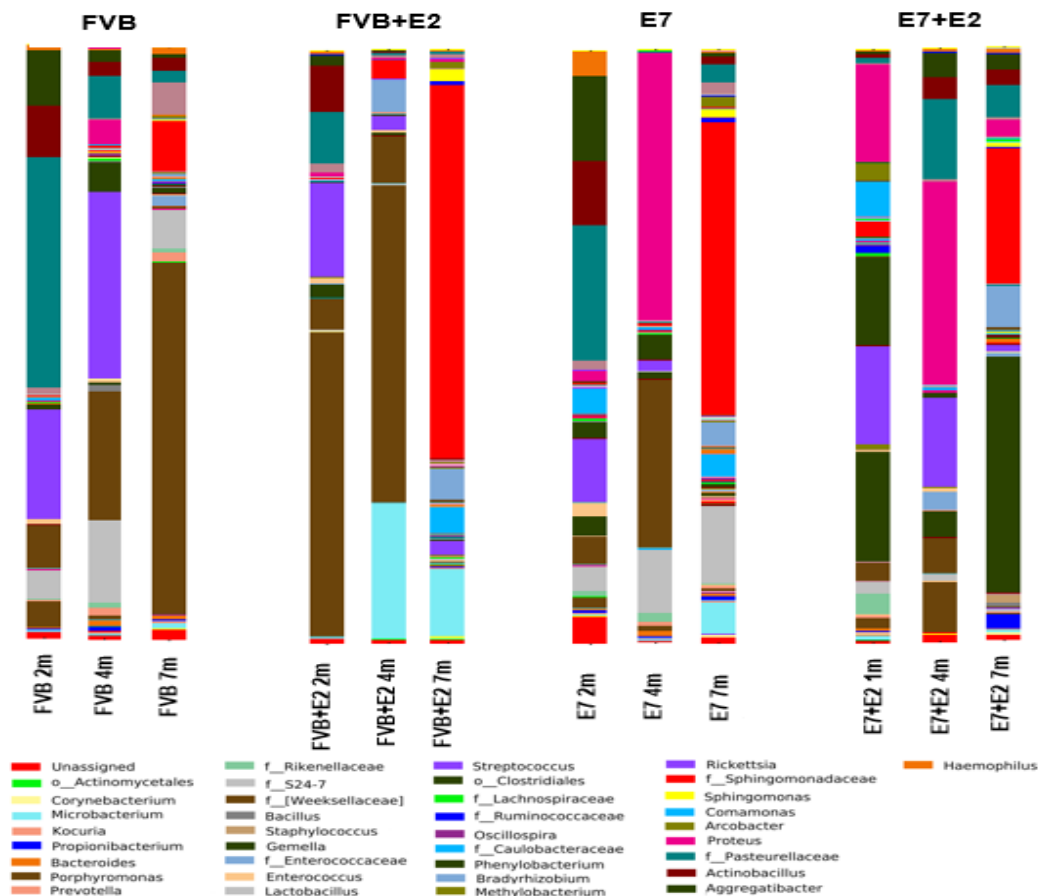 FVB FVB+E2 E7 E7+E2
FVB 2m
FVB 4m
FVB 7m
FVB+E2 2m
FVB+E2 4m
FVB+E2 7m
E7 2m
E7 4m
E7 7m
E7+E2 1m
E7+E2 4m
E7+E2 7m
Unassigned
o__Actinomycetales
Corynebacterium
Microbacterium
Kocuria
Propionibacterium
Bacteroides
Porphyromonas
Prevotella
f__Rikenellaceae
f__S24-7
f__[Weeksellaceae]
Bacillus
Staphylococcus
Gemella
f__Enterococcaceae
Enterococcus
Lactobacillus
Streptococcus
o__Clostridiales
f__Lachnospiraceae
f__Ruminococcaceae
Oscillospira
f__Caulobacteraceae
Phenylobacterium
Bradyrhizobium
Methylobacterium
Rickettsia
f__Sphingomonadaceae
Sphingomonas
Comamonas
Arcobacter
Proteus
f__Pasteurellaceae
Actinobacillus
Aggregatibacter
Haemophilus